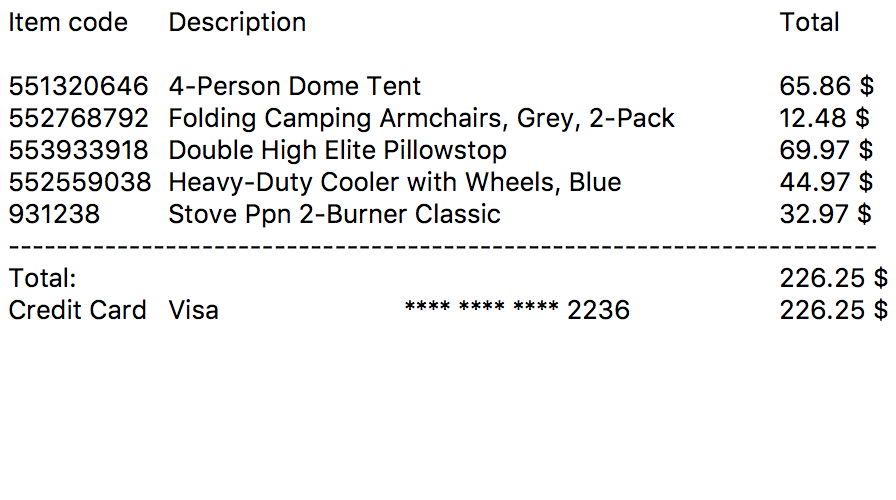 Item code Description Total
551320646 4-Person Dome Tent 65.86 $
552768792 Folding Camping Armchairs, Grey, 2-Pack 12.48 $
553933918 Double High Elite Pillowstop 69.97 $
552559038 Heavy-Duty Cooler with Wheels, Blue 44.97 $
931238 Stove Ppn 2-Burner Classic 32.97 $
------------------------------------------------------------------------
Total: 226.25 $
Credit Card Visa **** **** **** 2236 226.25 $